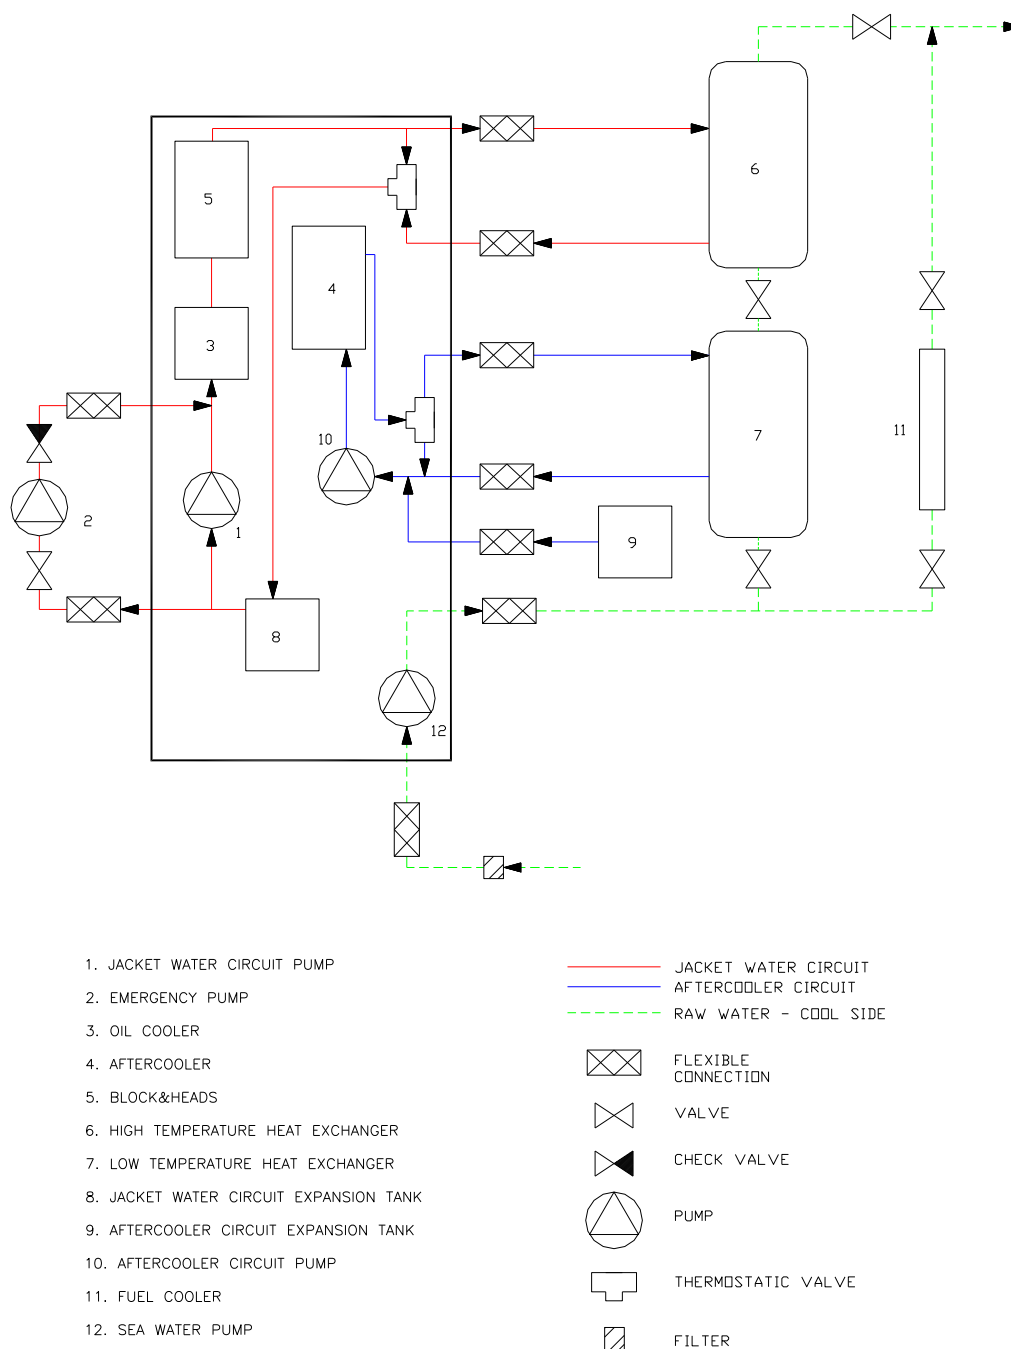 6
5
4
3
10
7
11
2
1
9
8
12
1. JACKET WATER CIRCUIT PUMP
2. EMERGENCY PUMP
3. OIL COOLER
4. AFTERCOOLER
5. BLOCK&HEADS
6. HIGH TEMPERATURE HEAT EXCHANGER
7. LOW TEMPERATURE HEAT EXCHANGER
8. JACKET WATER CIRCUIT EXPANSION TANK
9. AFTERCOOLER CIRCUIT EXPANSION TANK
10. AFTERCOOLER CIRCUIT PUMP
11. FUEL COOLER
12. SEA WATER PUMP
JACKET WATER CIRCUIT
AFTERCOOLER CIRCUIT
RAW WATER - COOL SIDE
FLEXIBLE
CONNECTION
VALVE
CHECK VALVE
PUMP
THERMOSTATIC VALVE
FILTER